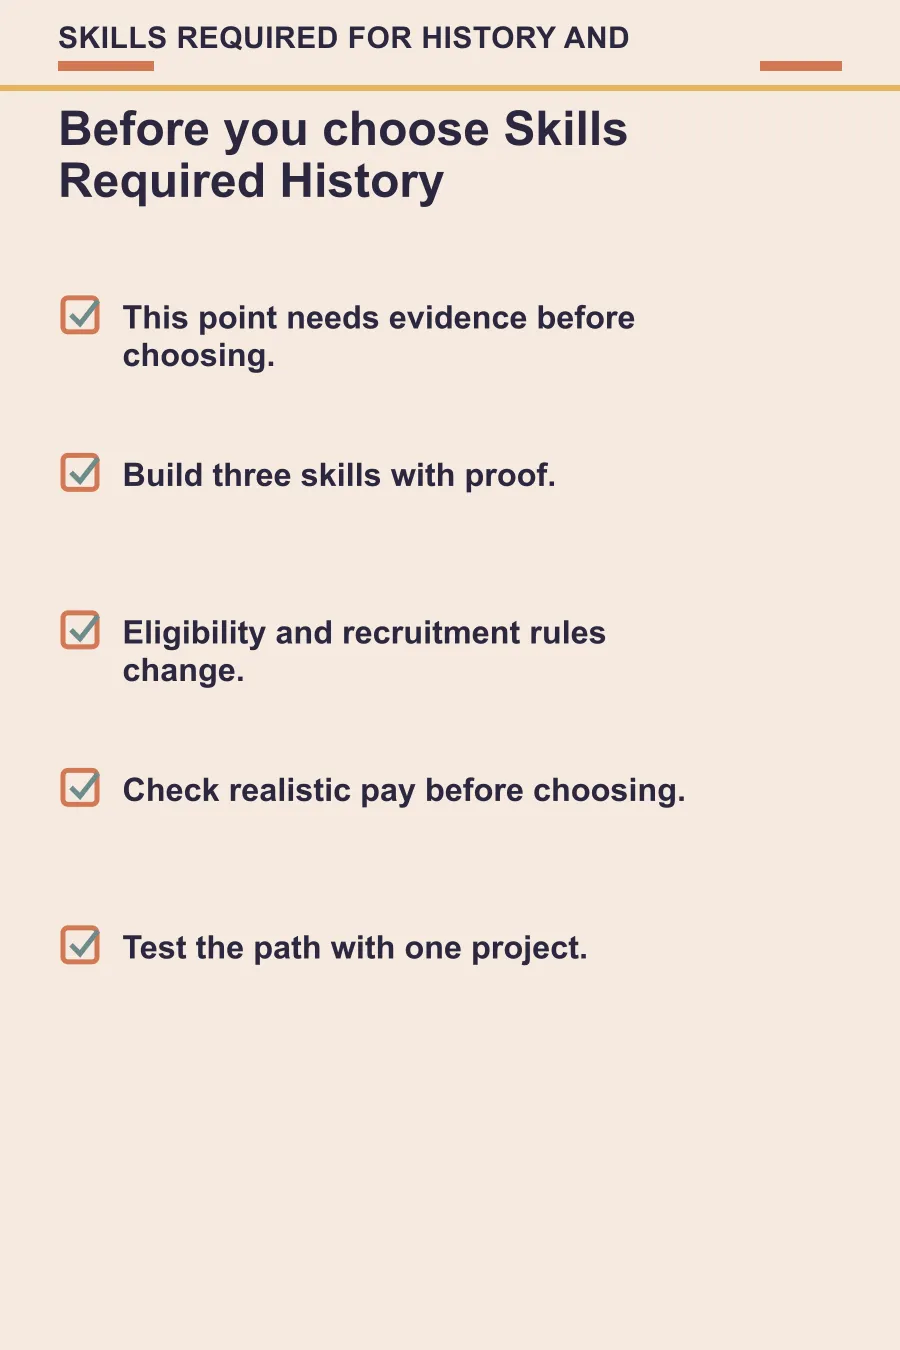 SKILLS REQUIRED FOR HISTORY AND
Before you choose Skills
Required History
This point needs evidence before
choosing.
Build three skills with proof.
Eligibility and recruitment rules
change.
Check realistic pay before choosing.
Test the path with one project.